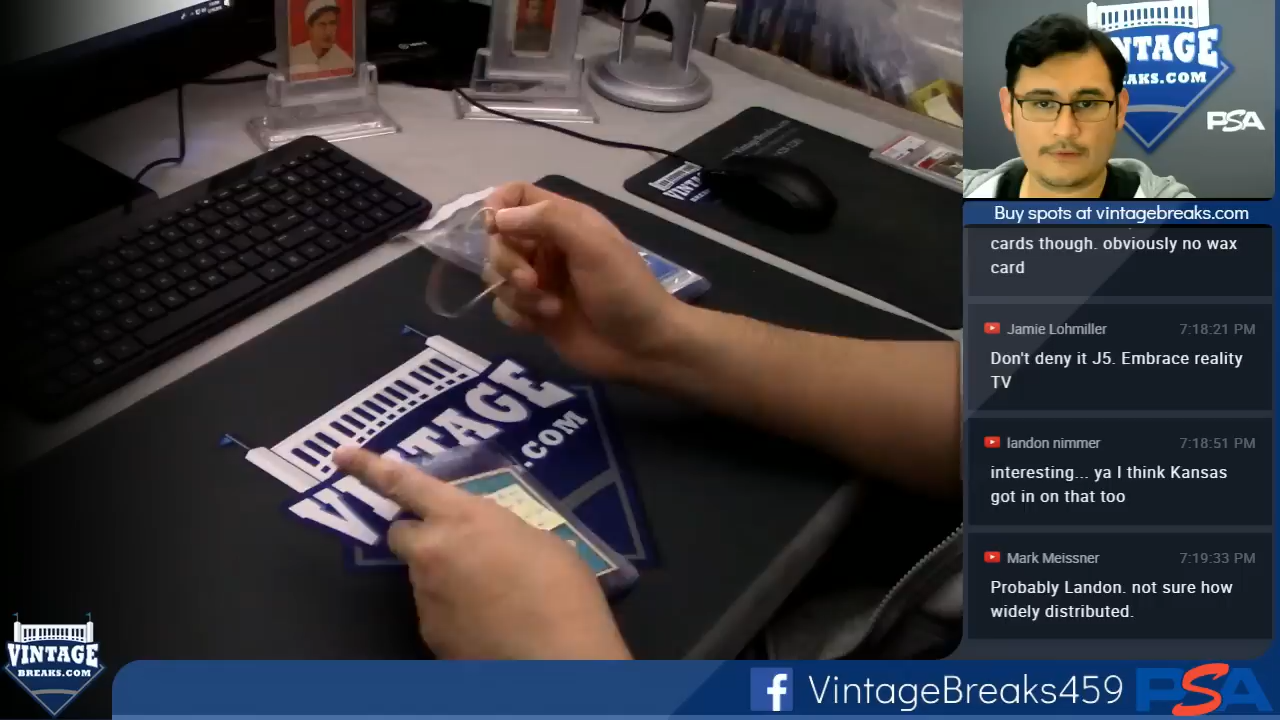 VINTAGE
BREAKS.COM
PSA
Buy spots at vintagebreaks.com
cards though. obviously no wax
card
Jamie Lohmiller 7:18:21 PM
Don't deny it J5. Embrace reality
TV
landon nimmer 7:18:51 PM
interesting... ya I think Kansas
got in on that too
Mark Meissner 7:19:33 PM
Probably Landon. not sure how
widely distributed.
VINTAGE
.COM
VINTAGE
BREAKS.COM
f VintageBreaks459 PSA